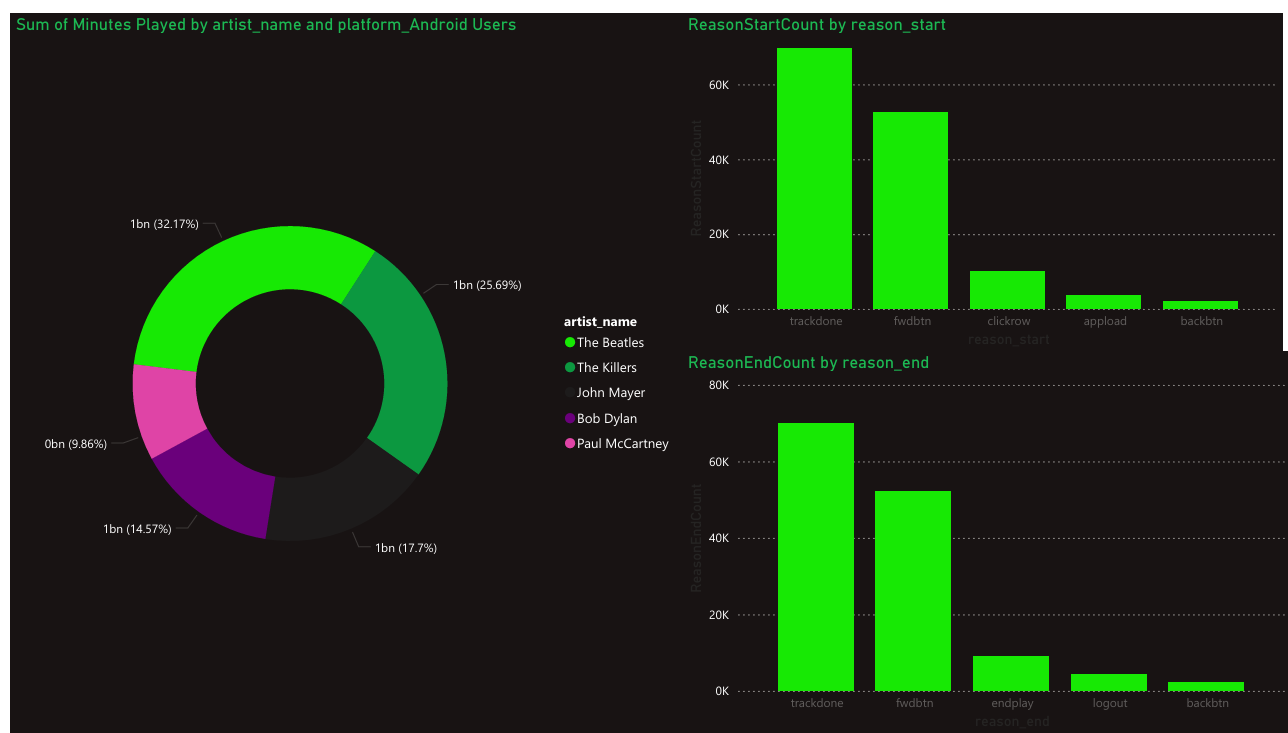 Sum of Minutes Played by artist_name and platform_Android Users
1bn (32.17%)
1bn (25.69%)
0bn (9.86%)
1bn (14.57%)
1bn (17.7%)
artist_name
The Beatles
The Killers
John Mayer
Bob Dylan
Paul McCartney
ReasonStartCount by reason_start
ReasonStartCount
60K
40K
20K
0K
trackdone fwdbtn clickrow appload backbtn
reason_start
ReasonEndCount by reason_end
ReasonEndCount
80K
60K
40K
20K
0K
trackdone fwdbtn endplay logout backbtn
reason_end